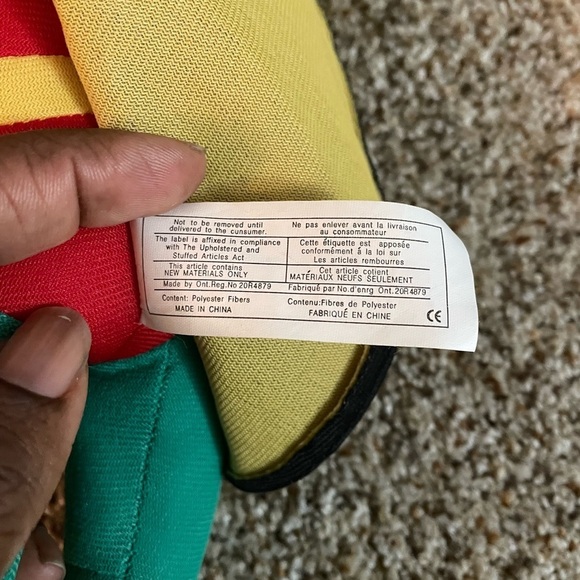 Not to be removed until
delivered to the cunsumer.
The label is affixed in compliance
with The Upholstered and
Stuffed Articles Act
This article contains
NEW MATERIALS ONLY
Made by Ont.Reg.No 20R4879
Content: Polyester Fibers
MADE IN CHINA
Ne pas enlever avant la livraison
au consommateur
Cette étiquette est apposée
conformément à la loi sur
Les articles rembourres
Cet article cotient
MATÉRIAUX NEUFS SEULEMENT
Fabriqué par No.d'enrg Ont.20R4879
Contenu:Fibres de Polyester
FABRIQUÉ EN CHINE
CE